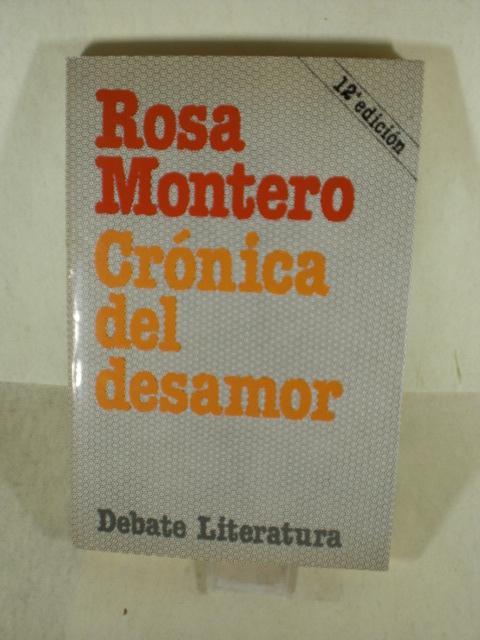 12ª edición
Rosa
Montero
Crónica
del
desamor
Debate Literatura